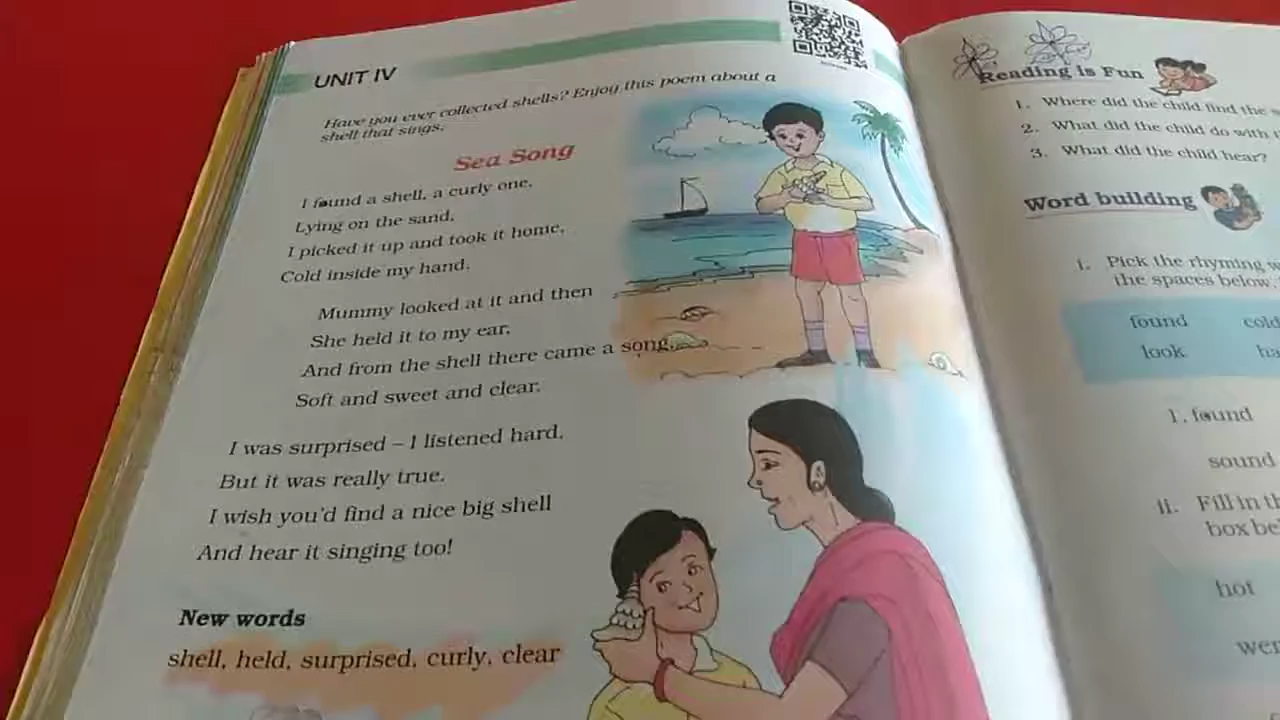 UNIT IV
Have you ever collected shells? Enjoy this poem about a
shell that sings.
Sea Song
I found a shell, a curly one,
Lying on the sand,
I picked it up and took it home,
Cold inside my hand.
Mummy looked at it and then
She held it to my ear,
And from the shell there came a song,
Soft and sweet and clear.
I was surprised – I listened hard,
But it was really true.
I wish you'd find a nice big shell
And hear it singing too!
New words
shell, held, surprised, curly, clear
Reading is Fun
1. Where did the child find the
2. What did the child do with
3. What did the child hear?
Word building
i. Pick the rhyming
the spaces below.
found cold
look
1. found
sound
ii. Fill in
box
hot